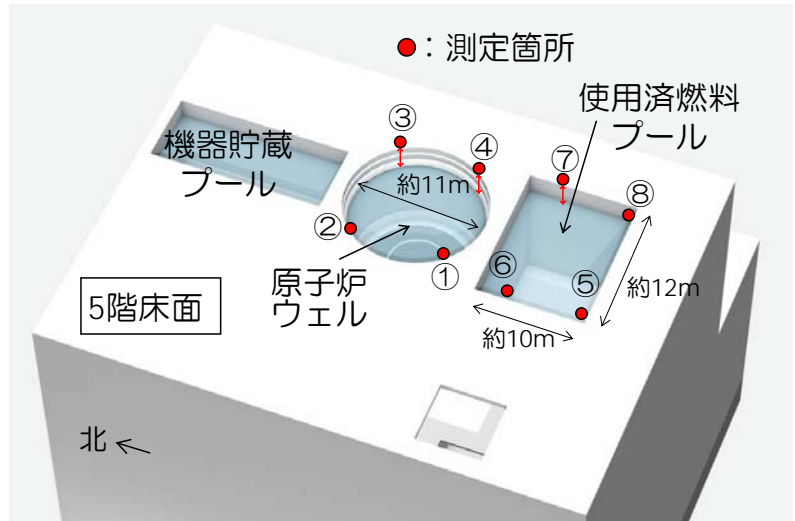 ●：測定箇所
使用済燃料
プール
機器貯蔵
プール
③
④
⑦
⑧
約11m
②
①
⑥
⑤
原子炉
ウェル
約12m
約10m
5階床面
北